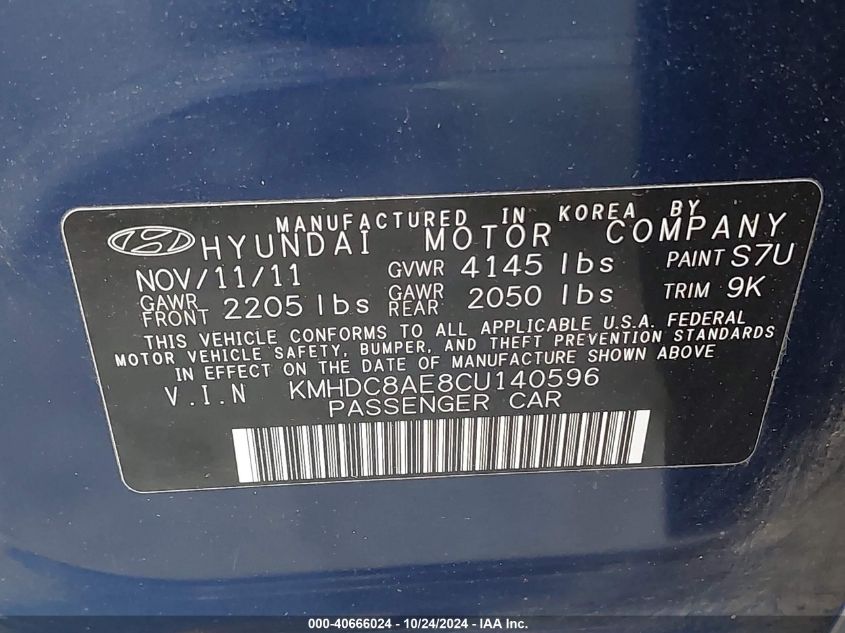 MANUFACTURED IN KOREA BY
HYUNDAI MOTOR COMPANY
NOV/11/11 GVWR 4145 lbs PAINT S7U
GAWR FRONT 2205 lbs GAWR REAR 2050 lbs TRIM 9K
THIS VEHICLE CONFORMS TO ALL APPLICABLE U.S.A. FEDERAL
MOTOR VEHICLE SAFETY, BUMPER, AND THEFT PREVENTION STANDARDS
IN EFFECT ON THE DATE OF MANUFACTURE SHOWN ABOVE
V.I.N KMHDC8AE8CU140596
PASSENGER CAR
000-40666024 - 10/24/2024 - IAA Inc.